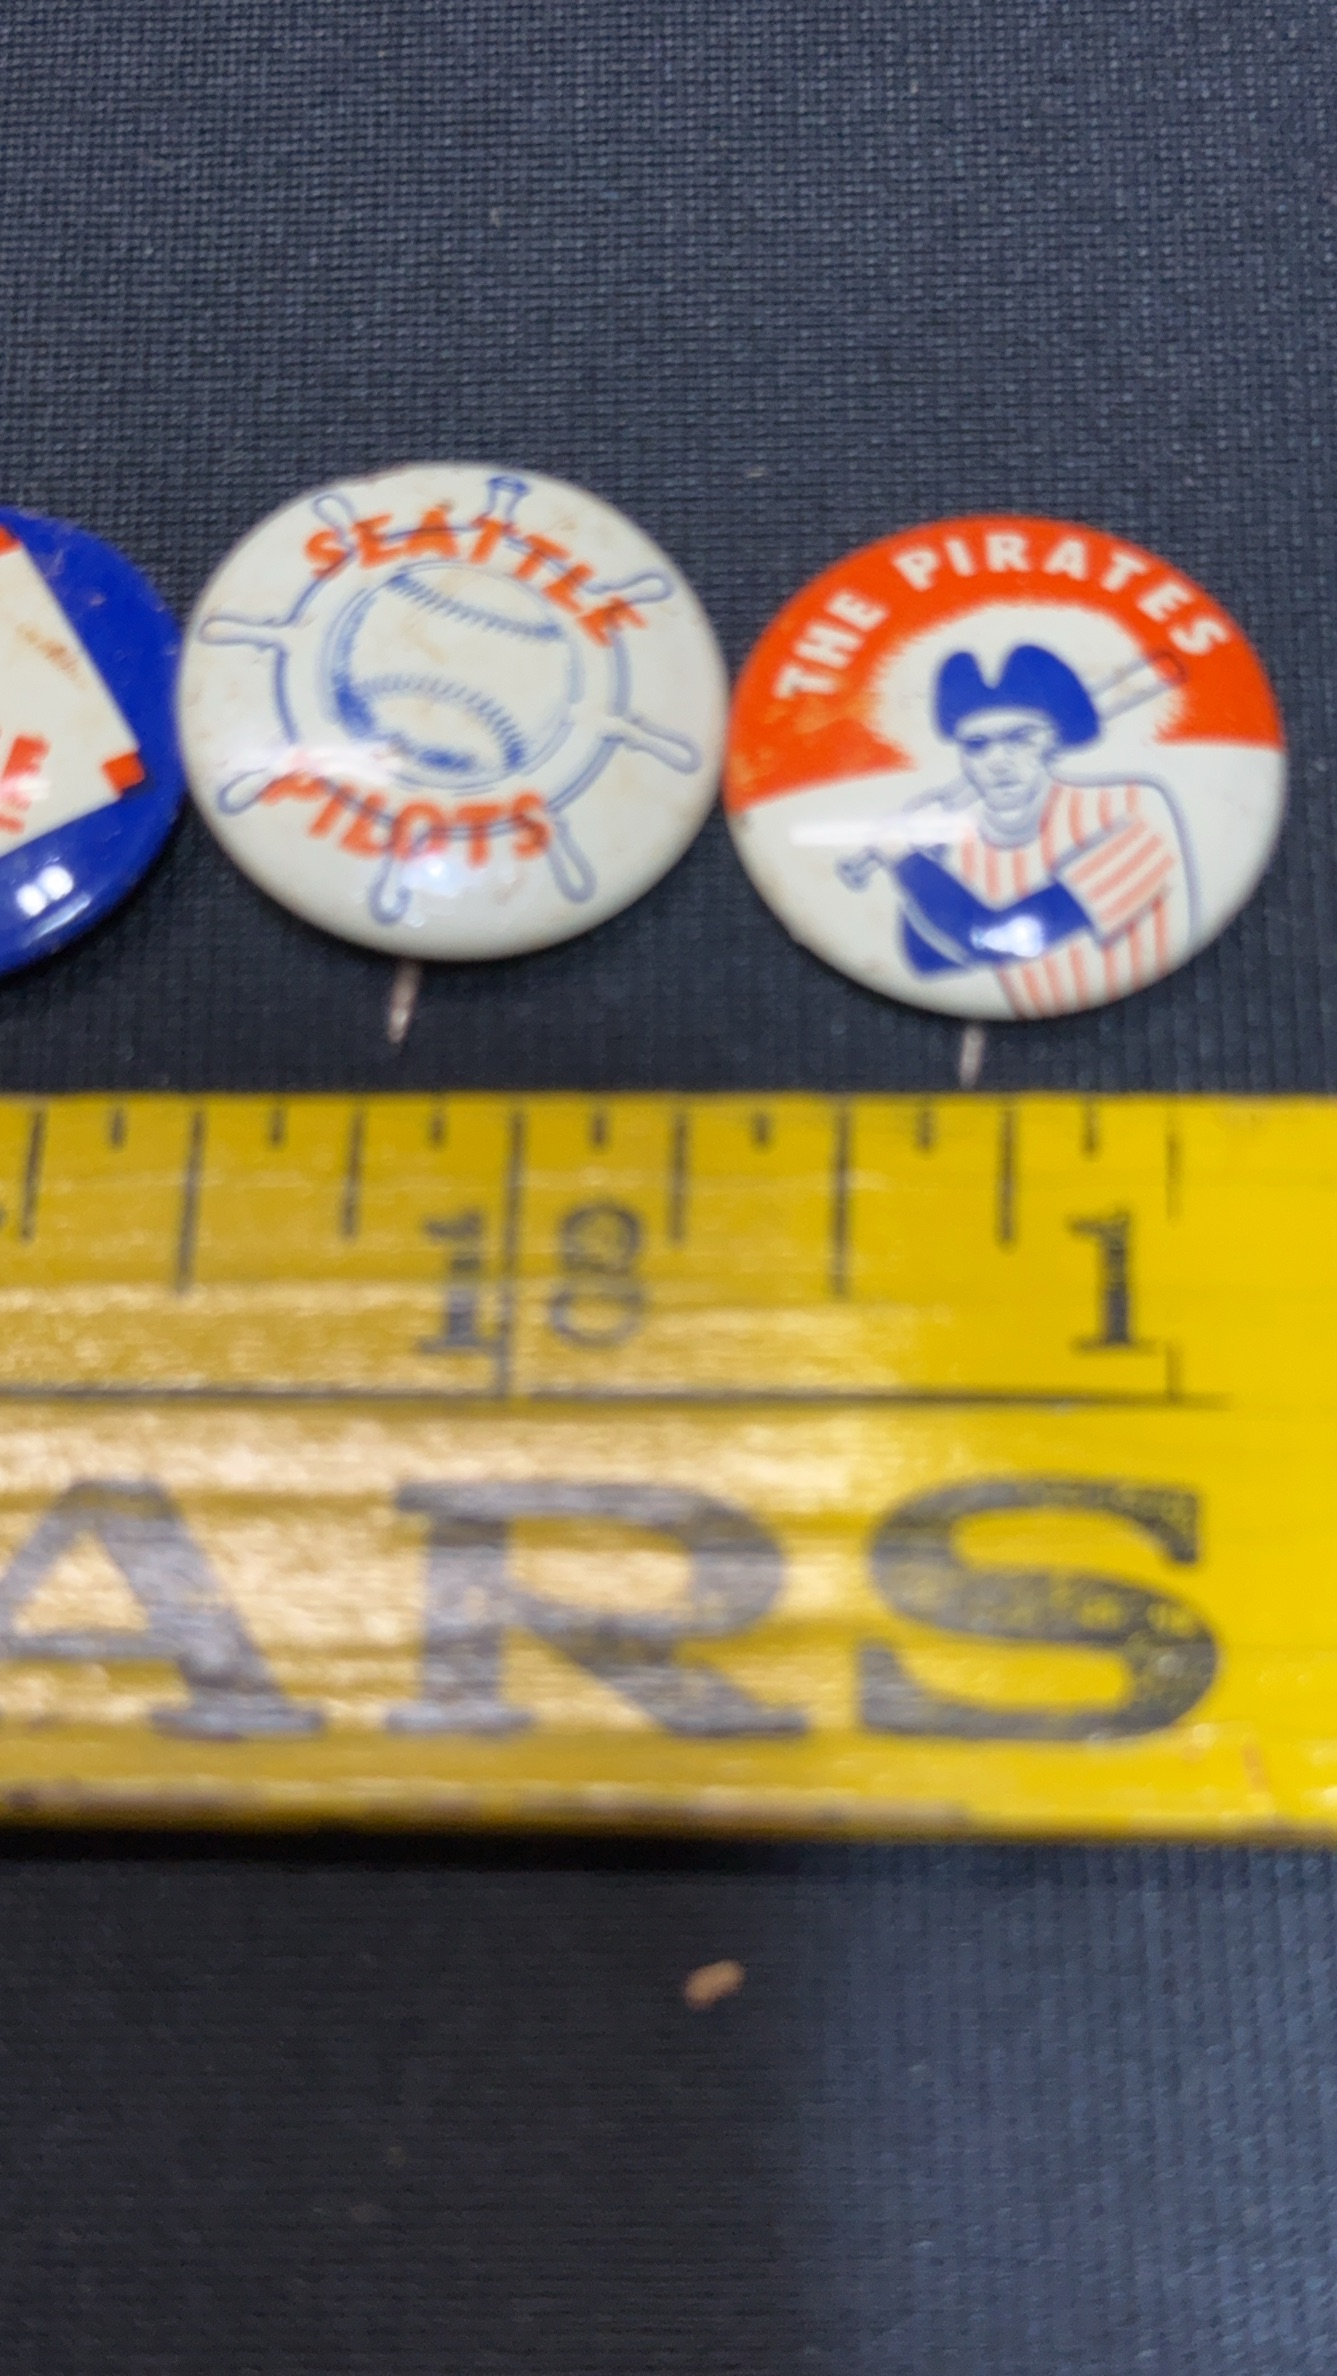 SEATTLE
PILOTS
THE PIRATES
18
1
ARS